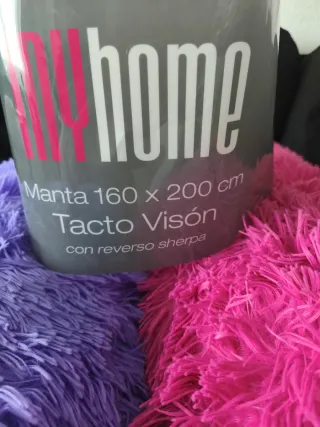 myhome
Manta 160 x 200 cm
Tacto Visón
con reverso sherpa